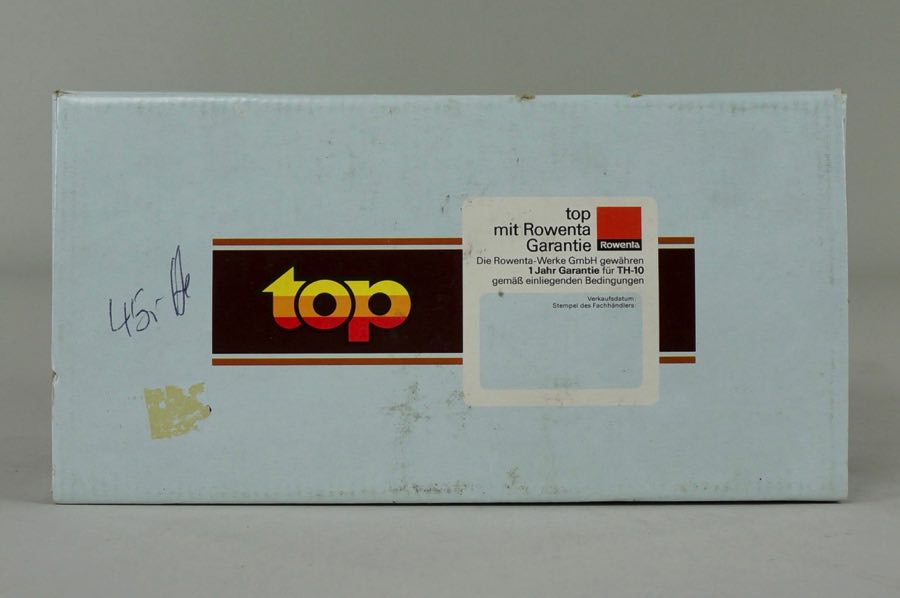 45,-
top
top
mit Rowenta
Garantie
Rowenta
Die Rowenta-Werke GmbH gewähren
1 Jahr Garantie für TH-10
gemäß einliegenden Bedingungen
Verkaufsdatum:
Stempel des Fachhändlers: